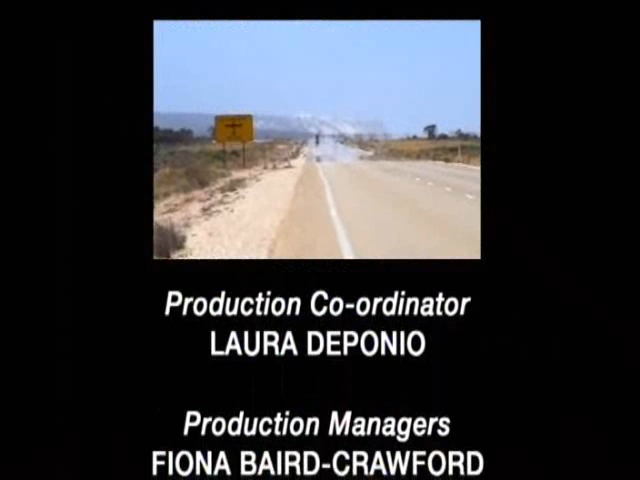 Production Co-ordinator
LAURA DEPONIO
Production Managers
FIONA BAIRD-CRAWFORD